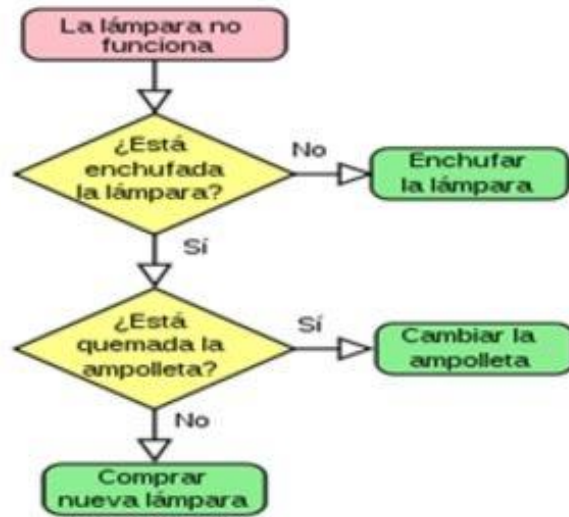 La lámpara no
funciona
¿Está
enchufada
la lámpara?
No
Enchufar
la lámpara
Sí
¿Está
quemada la
ampolleta?
Sí
Cambiar la
ampolleta
No
Comprar
nueva lámpara